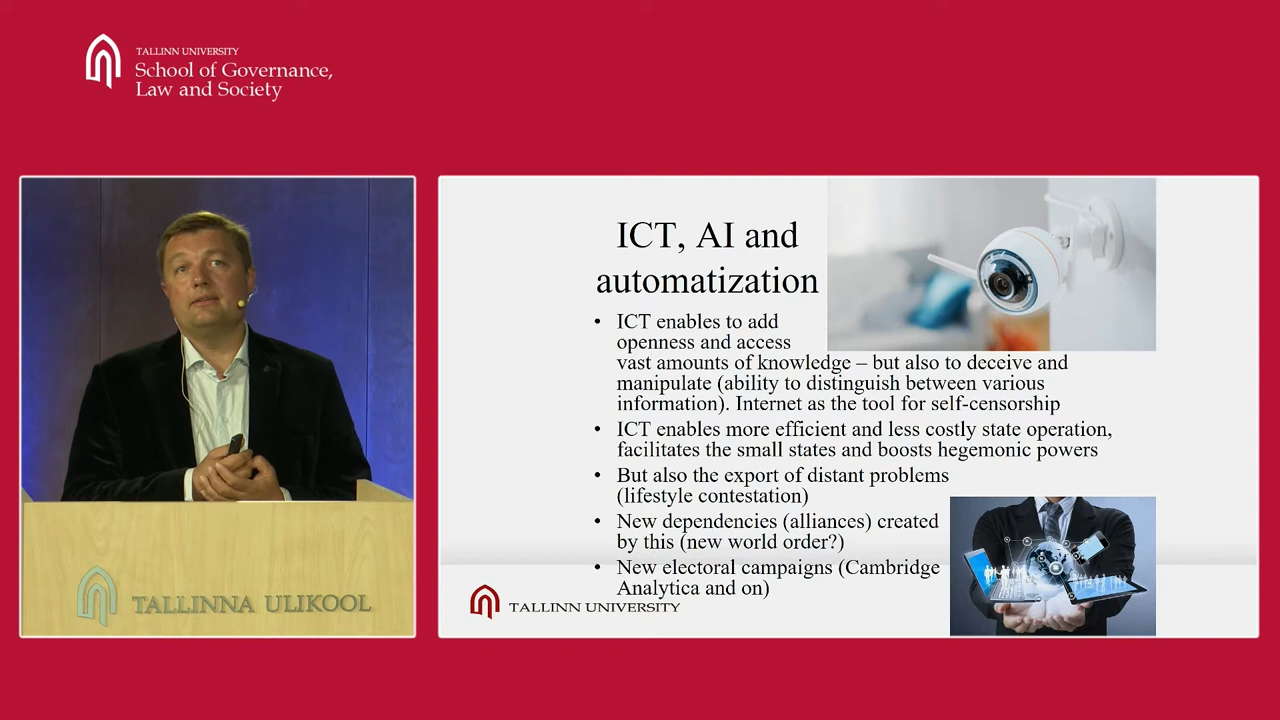 TALLINN UNIVERSITY
School of Governance,
Law and Society
TALLINNA ULIKOOL
ICT, AI and
automatization
• ICT enables to add
openness and access
vast amounts of knowledge – but also to deceive and
manipulate (ability to distinguish between various
information). Internet as the tool for self-censorship
• ICT enables more efficient and less costly state operation,
facilitates the small states and boosts hegemonic powers
• But also the export of distant problems
(lifestyle contestation)
• New dependencies (alliances) created
by this (new world order?)
• New electoral campaigns (Cambridge
Analytica and on)
TALLINN UNIVERSITY